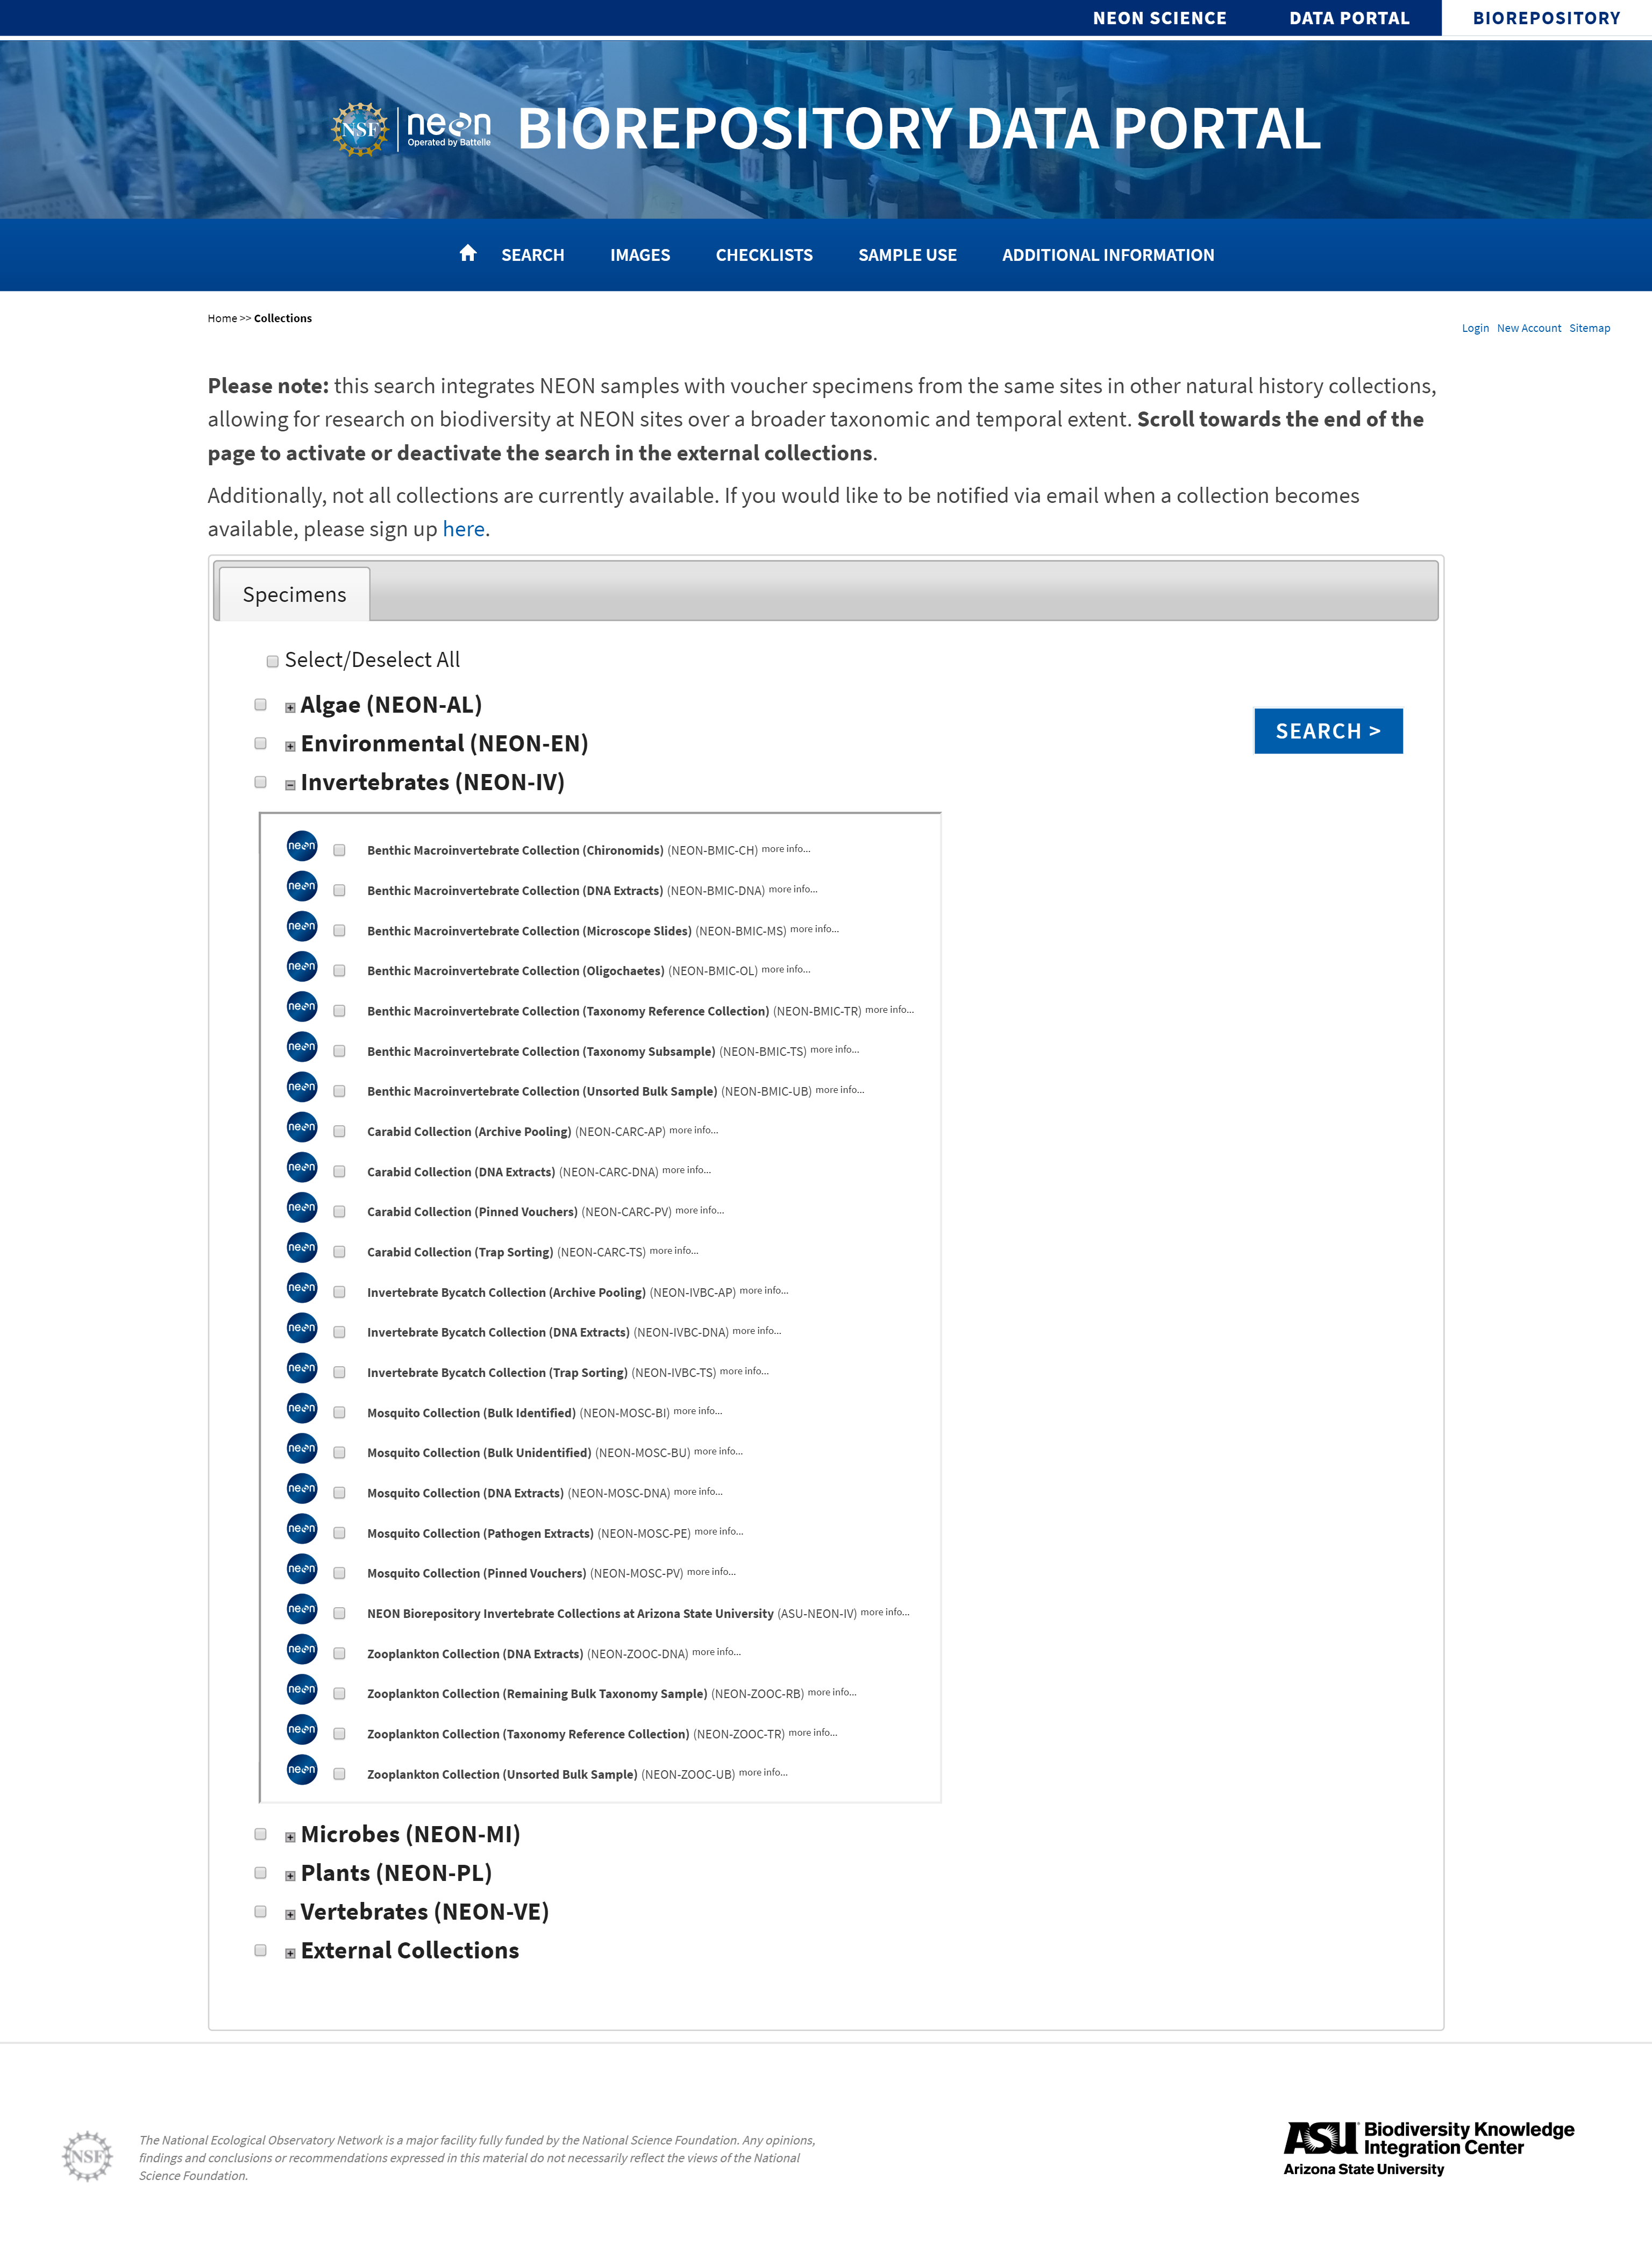 NEON SCIENCE DATA PORTAL BIOREPOSITORY
NSF neon Operated by Battelle BIOREPOSITORY DATA PORTAL
SEARCH IMAGES CHECKLISTS SAMPLE USE ADDITIONAL INFORMATION
Home >> Collections
Login New Account Sitemap
Please note: this search integrates NEON samples with voucher specimens from the same sites in other natural history collections,
allowing for research on biodiversity at NEON sites over a broader taxonomic and temporal extent. Scroll towards the end of the
page to activate or deactivate the search in the external collections.
Additionally, not all collections are currently available. If you would like to be notified via email when a collection becomes
available, please sign up here.
Specimens
Select/Deselect All
Algae (NEON-AL)
SEARCH >
Environmental (NEON-EN)
Invertebrates (NEON-IV)
neon Benthic Macroinvertebrate Collection (Chironomids) (NEON-BMIC-CH) more info...
neon Benthic Macroinvertebrate Collection (DNA Extracts) (NEON-BMIC-DNA) more info...
neon Benthic Macroinvertebrate Collection (Microscope Slides) (NEON-BMIC-MS) more info...
neon Benthic Macroinvertebrate Collection (Oligochaetes) (NEON-BMIC-OL) more info...
neon Benthic Macroinvertebrate Collection (Taxonomy Reference Collection) (NEON-BMIC-TR) more info...
neon Benthic Macroinvertebrate Collection (Taxonomy Subsample) (NEON-BMIC-TS) more info...
neon Benthic Macroinvertebrate Collection (Unsorted Bulk Sample) (NEON-BMIC-UB) more info...
neon Carabid Collection (Archive Pooling) (NEON-CARC-AP) more info...
neon Carabid Collection (DNA Extracts) (NEON-CARC-DNA) more info...
neon Carabid Collection (Pinned Vouchers) (NEON-CARC-PV) more info...
neon Carabid Collection (Trap Sorting) (NEON-CARC-TS) more info...
neon Invertebrate Bycatch Collection (Archive Pooling) (NEON-IVBC-AP) more info...
neon Invertebrate Bycatch Collection (DNA Extracts) (NEON-IVBC-DNA) more info...
neon Invertebrate Bycatch Collection (Trap Sorting) (NEON-IVBC-TS) more info...
neon Mosquito Collection (Bulk Identified) (NEON-MOSC-BI) more info...
neon Mosquito Collection (Bulk Unidentified) (NEON-MOSC-BU) more info...
neon Mosquito Collection (DNA Extracts) (NEON-MOSC-DNA) more info...
neon Mosquito Collection (Pathogen Extracts) (NEON-MOSC-PE) more info...
neon Mosquito Collection (Pinned Vouchers) (NEON-MOSC-PV) more info...
neon NEON Biorepository Invertebrate Collections at Arizona State University (ASU-NEON-IV) more info...
neon Zooplankton Collection (DNA Extracts) (NEON-ZOOC-DNA) more info...
neon Zooplankton Collection (Remaining Bulk Taxonomy Sample) (NEON-ZOOC-RB) more info...
neon Zooplankton Collection (Taxonomy Reference Collection) (NEON-ZOOC-TR) more info...
neon Zooplankton Collection (Unsorted Bulk Sample) (NEON-ZOOC-UB) more info...
Microbes (NEON-MI)
Plants (NEON-PL)
Vertebrates (NEON-VE)
External Collections
NSF
The National Ecological Observatory Network is a major facility fully funded by the National Science Foundation. Any opinions,
findings and conclusions or recommendations expressed in this material do not necessarily reflect the views of the National
Science Foundation.
ASU Biodiversity Knowledge
Integration Center
Arizona State University